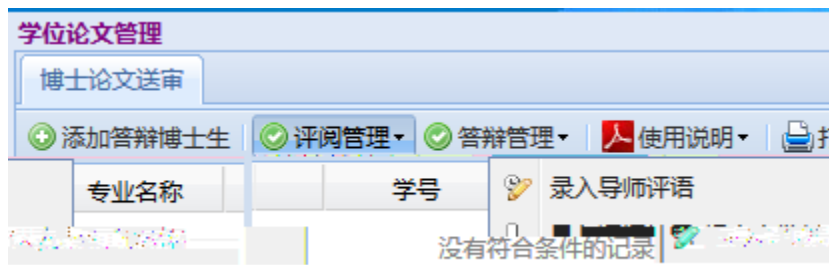 学位论文管理
博士论文送审
添加答辩博士生 评阅管理 答辩管理 使用说明
专业名称 学号 录入导师评语
没有符合条件的记录